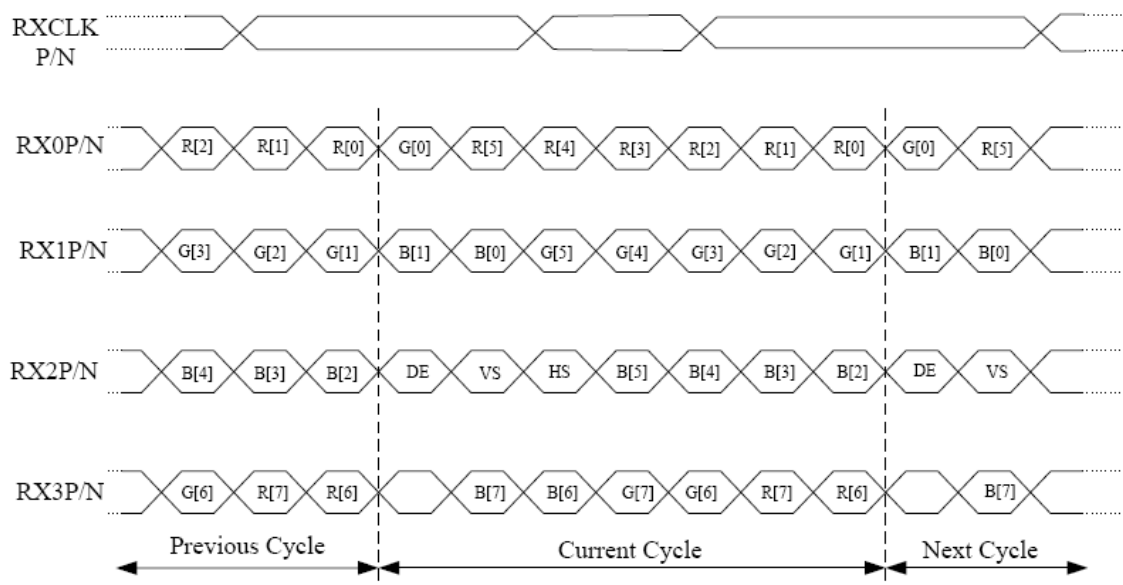 RXCLK
P/N
RX0P/N R[2] R[1] R[0] G[0] R[5] R[4] R[3] R[2] R[1] R[0] G[0] R[5]
RX1P/N G[3] G[2] G[1] B[1] B[0] G[5] G[4] G[3] G[2] G[1] B[1] B[0]
RX2P/N B[4] B[3] B[2] DE VS HS B[5] B[4] B[3] B[2] DE VS
RX3P/N G[6] R[7] R[6] B[7] B[6] G[7] G[6] R[7] R[6] B[7]
Previous Cycle Current Cycle Next Cycle